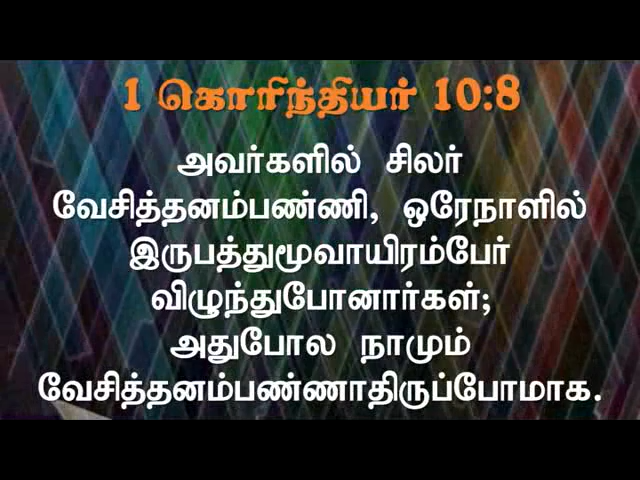 1 கொரிந்தியர் 10:8
அவர்களில் சிலர்
வேசித்தனம்பண்ணி, ஒரேநாளில்
இருபத்துமூவாயிரம்பேர்
விழுந்துபோனார்கள்;
அதுபோல நாமும்
வேசித்தனம்பண்ணாதிருப்போமாக.